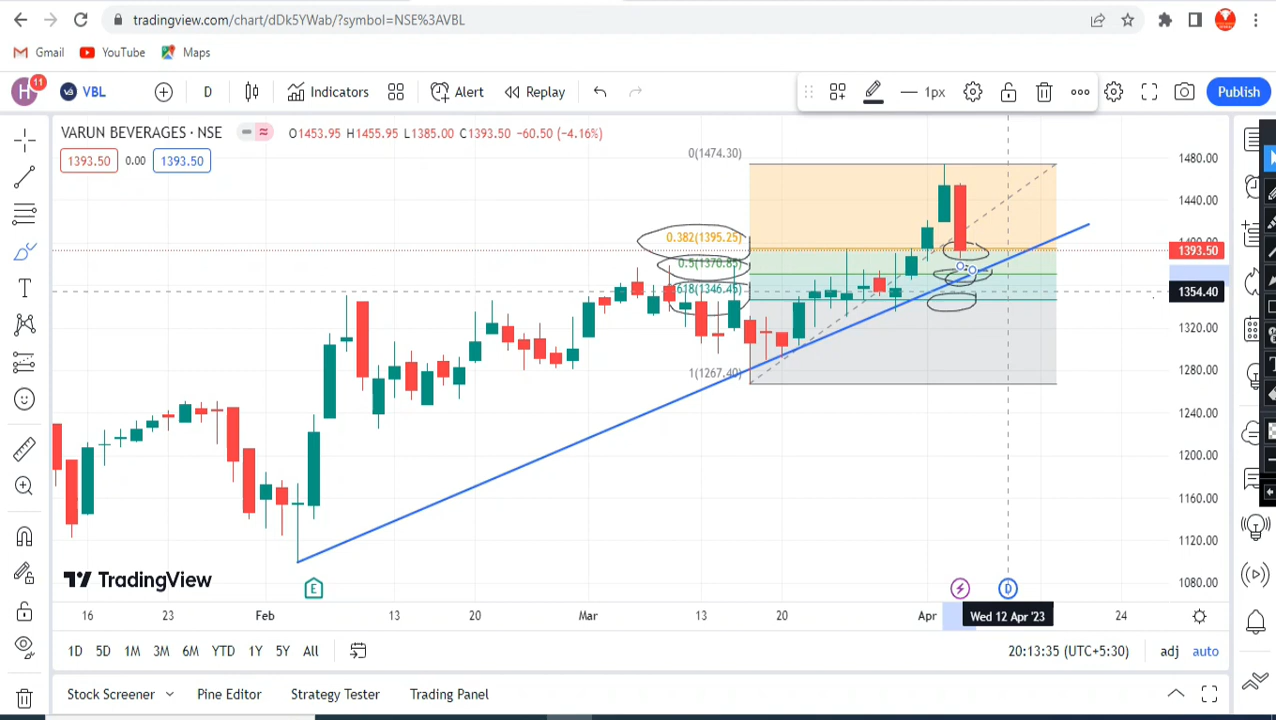 tradingview.com/chart/dDk5YWab/?symbol=NSE%3AVBL
Gmail YouTube Maps
H 11 VBL D Indicators Alert Replay 1px Publish
VARUN BEVERAGES · NSE O1453.95 H1455.95 L1385.00 C1393.50 −60.50 (−4.16%)
1393.50 0.00 1393.50
0(1474.30)
0.382(1395.25)
0.5(1370.85)
618(1346.45)
1(1267.40)
1480.00
1440.00
1400.00
1393.50
1354.40
1320.00
1280.00
1240.00
1200.00
1160.00
1120.00
1080.00
TradingView
E D
16 23 Feb 13 20 Mar 13 20 Apr Wed 12 Apr '23 24
1D 5D 1M 3M 6M YTD 1Y 5Y All 20:13:35 (UTC+5:30) adj auto
Stock Screener Pine Editor Strategy Tester Trading Panel